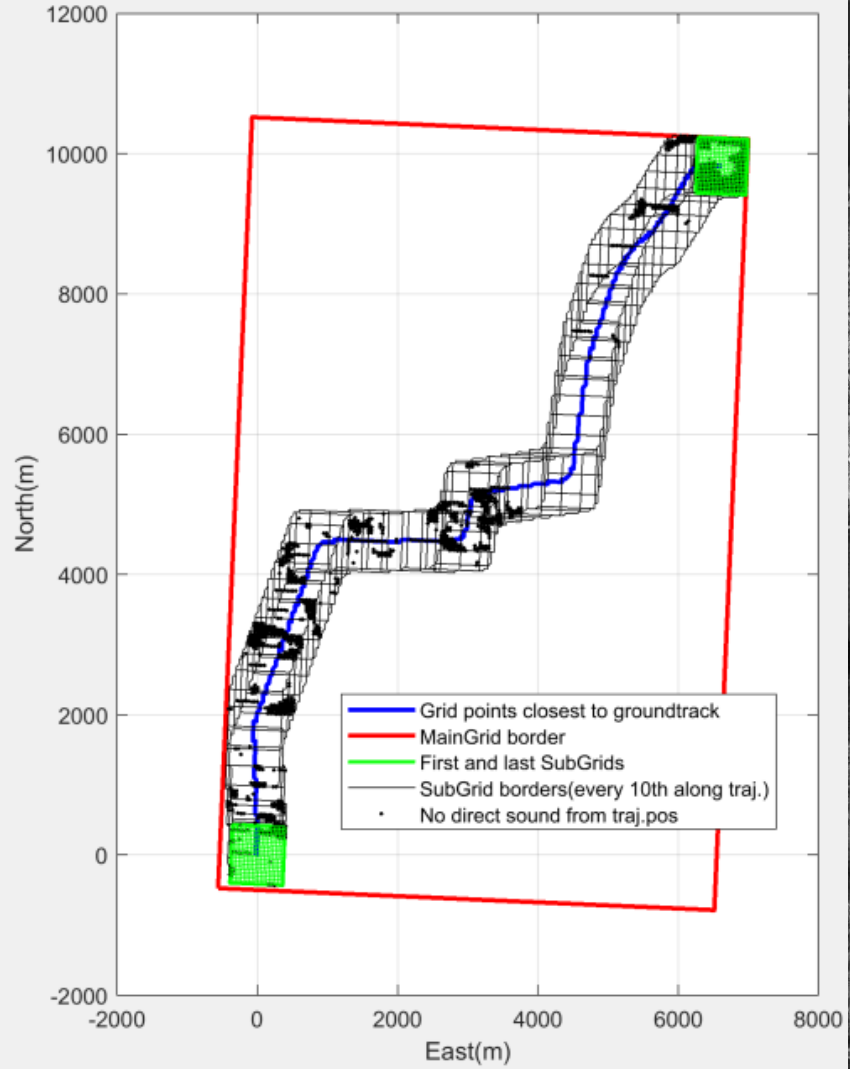 12000
10000
8000
6000
4000
2000
0
-2000
North(m)
Grid points closest to groundtrack
MainGrid border
First and last SubGrids
SubGrid borders(every 10th along traj.)
No direct sound from traj.pos
-2000 0 2000 4000 6000 8000
East(m)